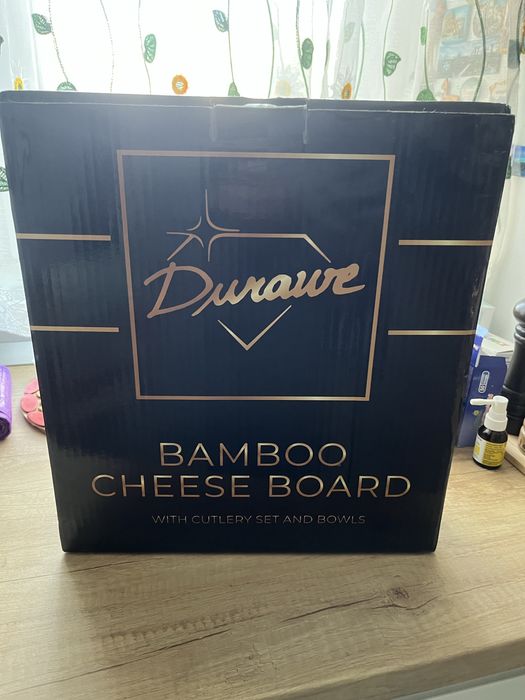 Durawe
BAMBOO
CHEESE BOARD
WITH CUTLERY SET AND BOWLS